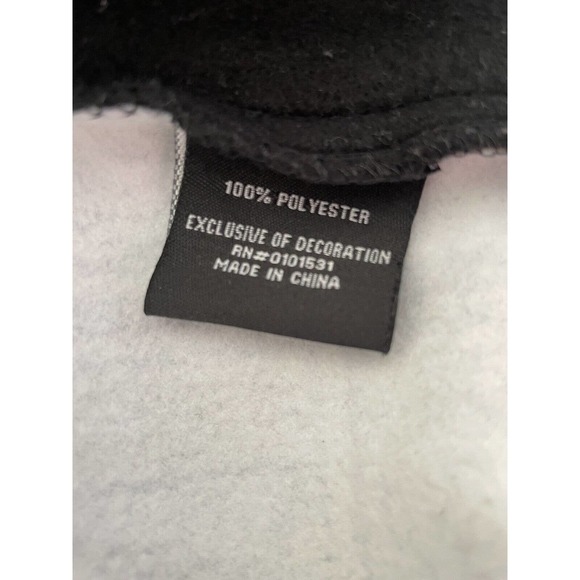 100% POLYESTER
EXCLUSIVE OF DECORATION
RN#0101531
MADE IN CHINA